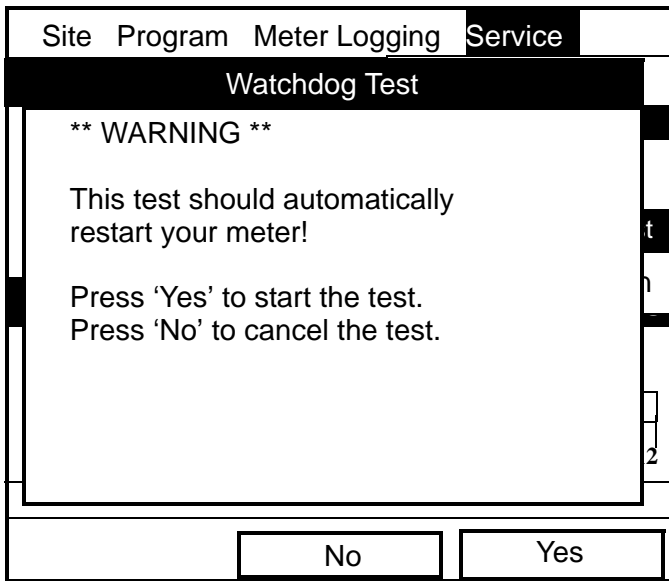 Site Program Meter Logging Service
Watchdog Test
** WARNING **
This test should automatically
restart your meter!
t
n
Press ‘Yes’ to start the test.
Press ‘No’ to cancel the test.
2
No Yes